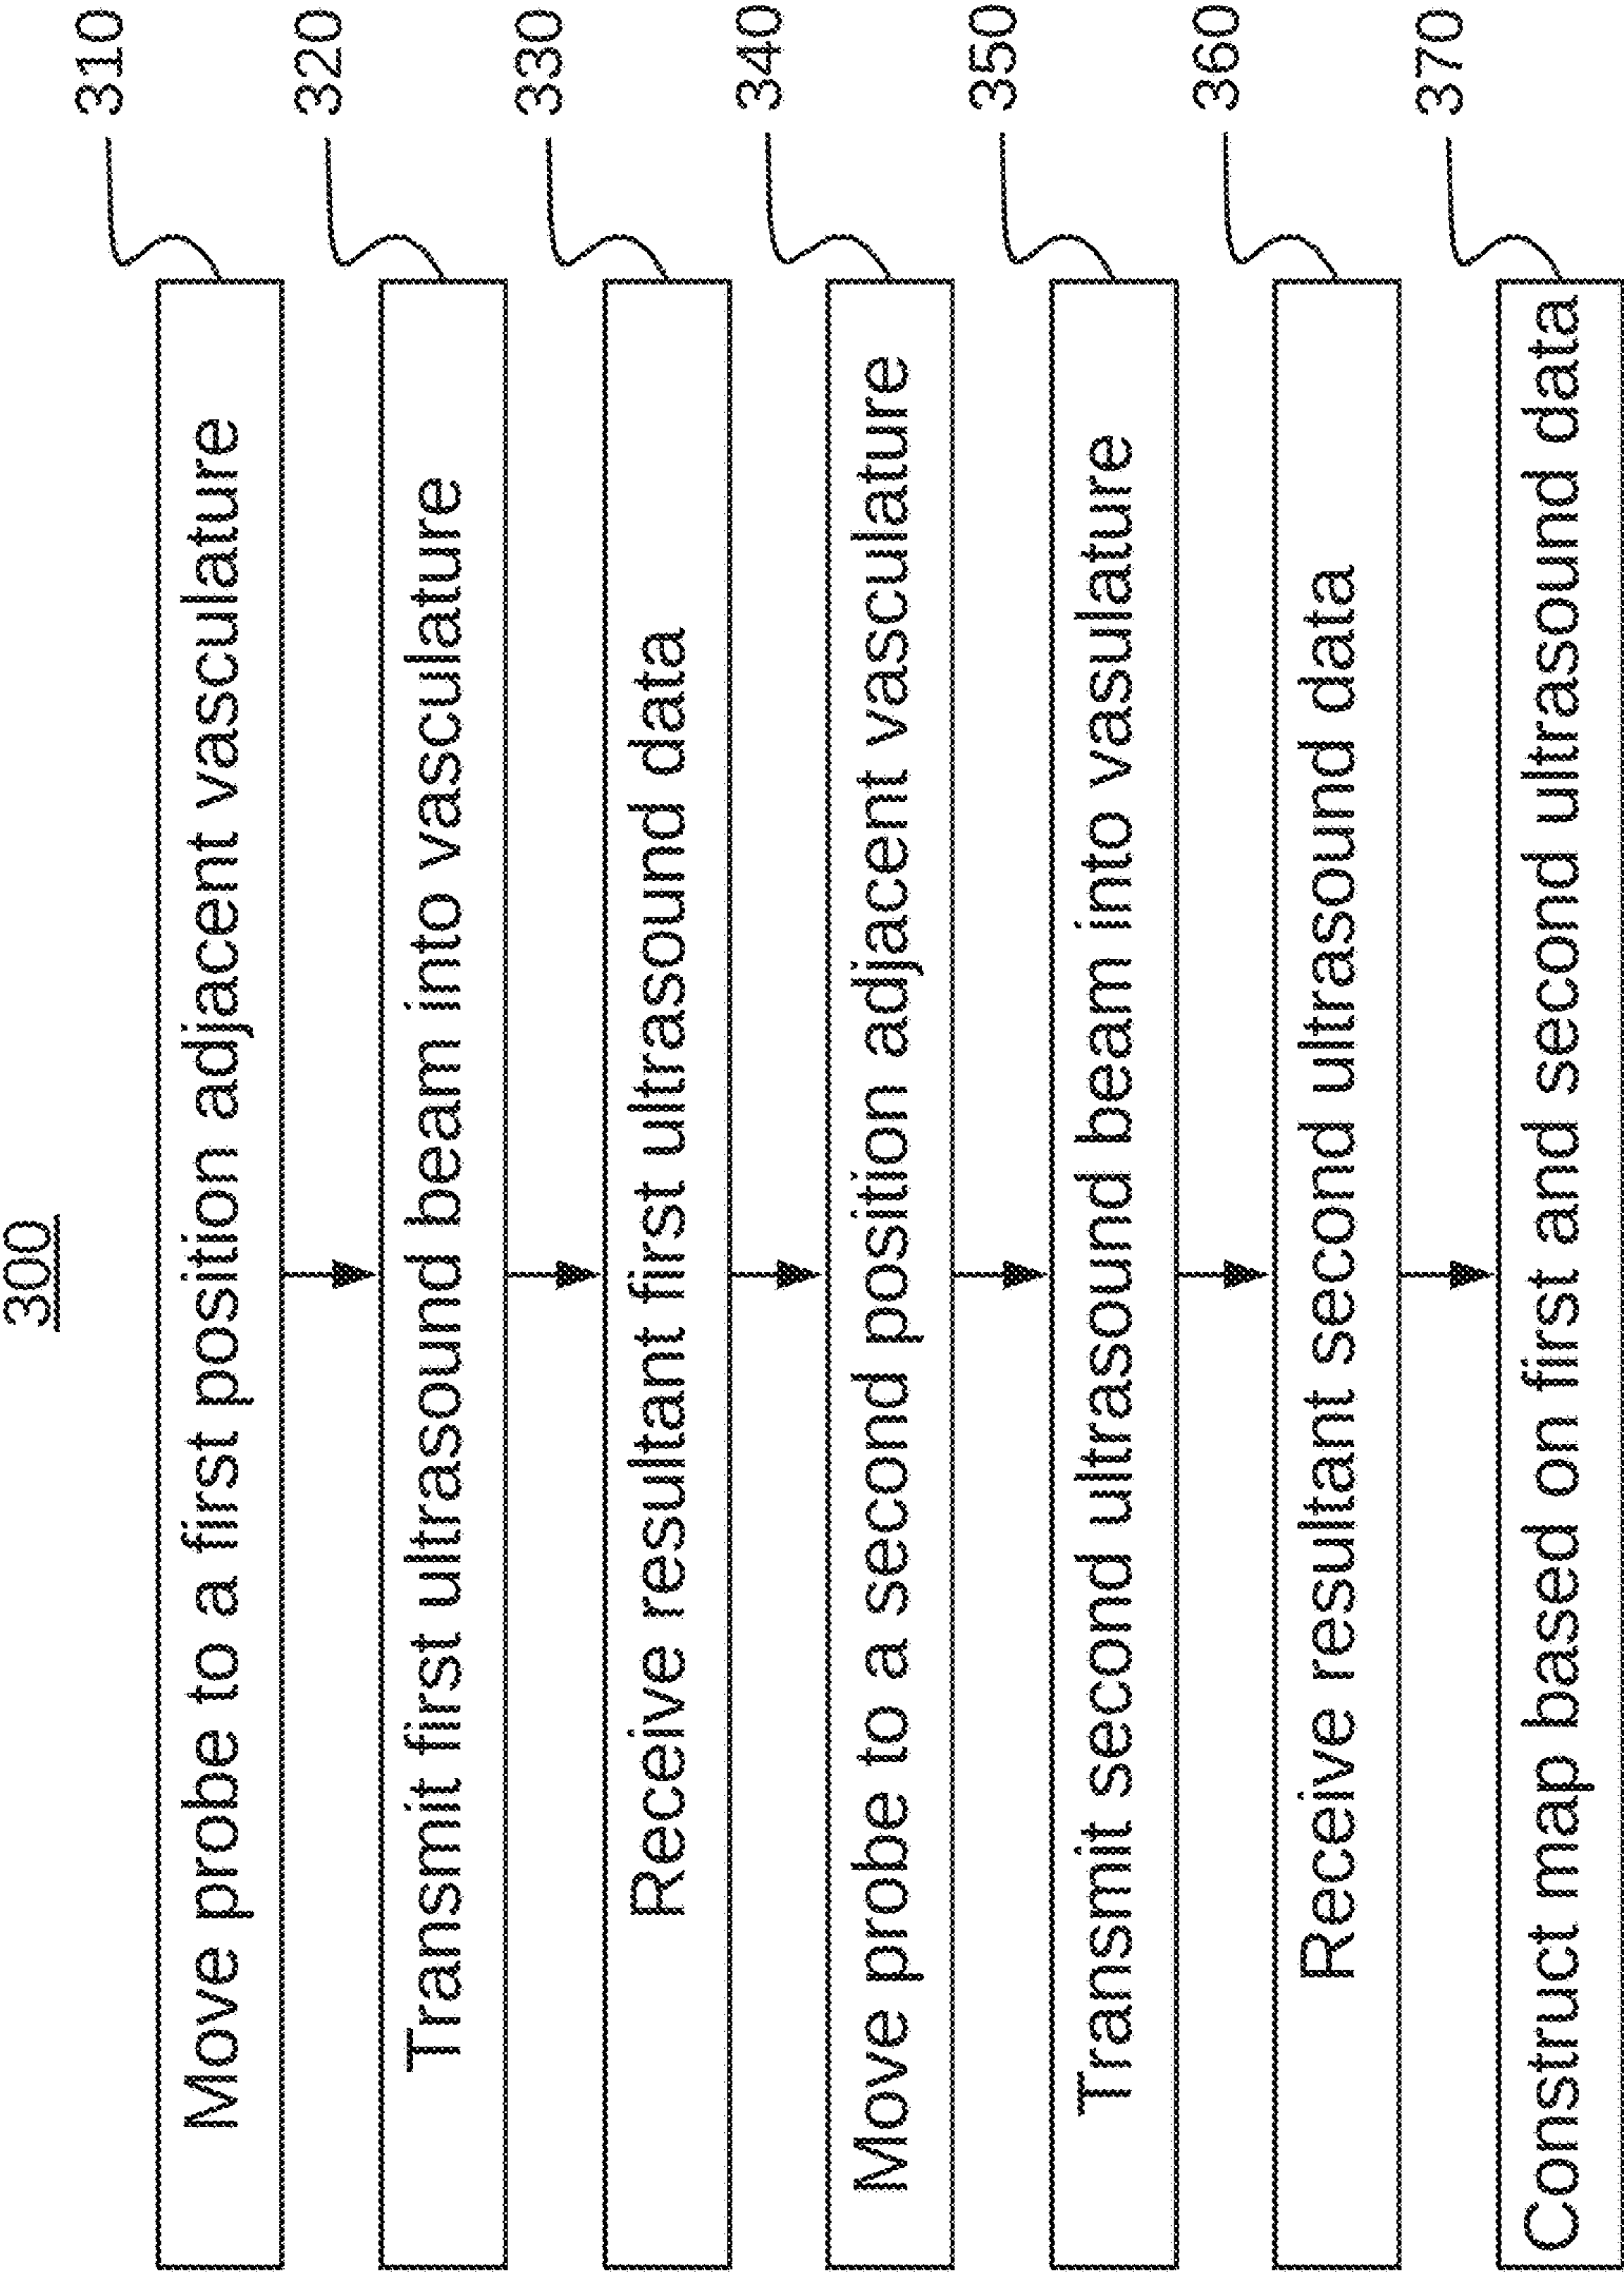 300
Move probe to a first position adjacent vasculature
310
Transmit first ultrasound beam into vasculature
320
Receive resultant first ultrasound data
330
Move probe to a second position adjacent vasculature
340
Transmit second ultrasound beam into vasulature
350
Receive resultant second ultrasound data
360
Construct map based on first and second ultrasound data
370